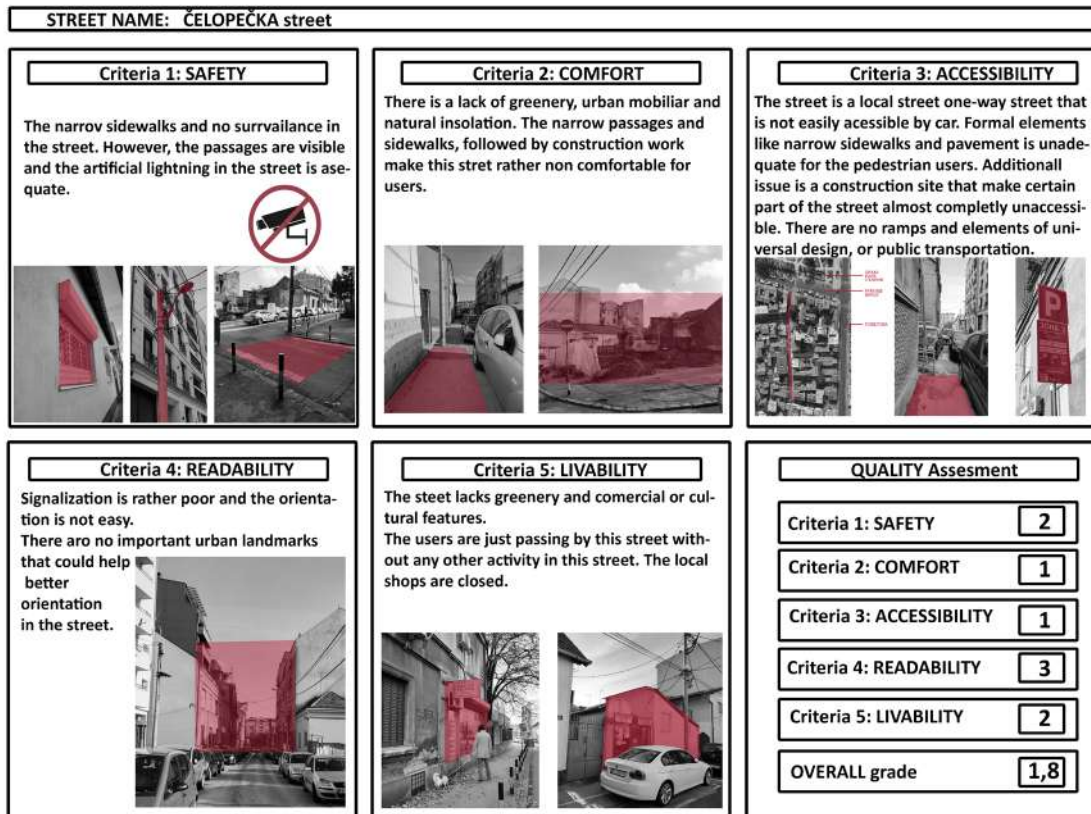 STREET NAME: ČELOPEČKA street
Criteria 1: SAFETY
The narrov sidewalks and no surrvailance in
the street. However, the passages are visible
and the artificial lightning in the street is ase-
quate.
Criteria 2: COMFORT
There is a lack of greenery, urban mobiliar and
natural insolation. The narrow passages and
sidewalks, followed by construction work
make this stret rather non comfortable for
users.
Criteria 3: ACCESSIBILITY
The street is a local street one-way street that
is not easily acessible by car. Formal elements
like narrow sidewalks and pavement is unade-
quate for the pedestrian users. Additionall
issue is a construction site that make certain
part of the street almost completly unaccessi-
ble. There are no ramps and elements of uni-
versal design, or public transportation.
P
Criteria 4: READABILITY
Signalization is rather poor and the orienta-
tion is not easy.
There aro no important urban landmarks
that could help
better
orientation
in the street.
Criteria 5: LIVABILITY
The steet lacks greenery and comercial or cul-
tural features.
The users are just passing by this street with-
out any other activity in this street. The local
shops are closed.
QUALITY Assesment
Criteria 1: SAFETY 2
Criteria 2: COMFORT 1
Criteria 3: ACCESSIBILITY 1
Criteria 4: READABILITY 3
Criteria 5: LIVABILITY 2
OVERALL grade 1,8